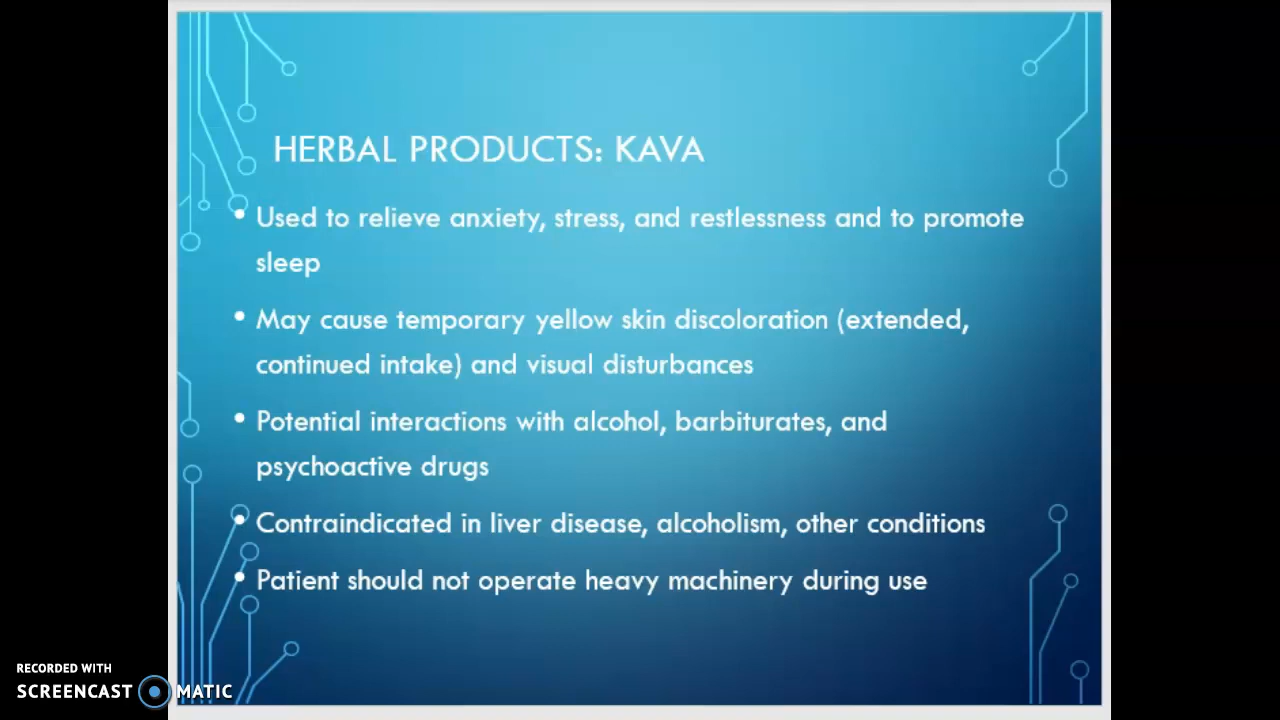 HERBAL PRODUCTS: KAVA
• Used to relieve anxiety, stress, and restlessness and to promote
sleep
• May cause temporary yellow skin discoloration (extended,
continued intake) and visual disturbances
• Potential interactions with alcohol, barbiturates, and
psychoactive drugs
• Contraindicated in liver disease, alcoholism, other conditions
• Patient should not operate heavy machinery during use
RECORDED WITH
SCREENCAST MATIC